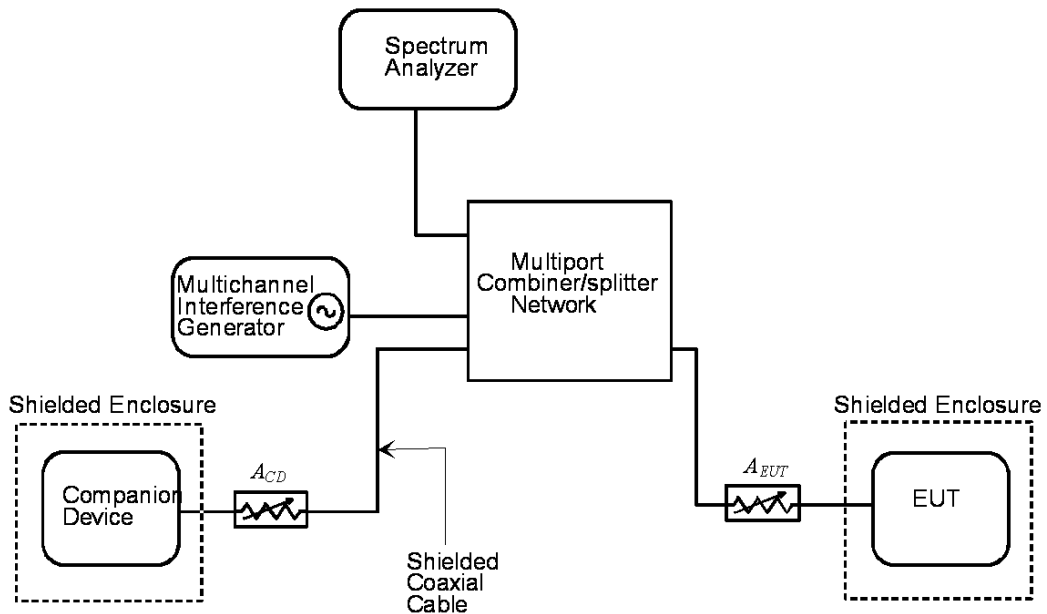 Spectrum
Analyzer
Multiport
Combiner/splitter
Network
Multichannel
Interference
Generator
Shielded Enclosure
Shielded Enclosure
A_CD
A_EUT
Companion
Device
EUT
Shielded
Coaxial
Cable